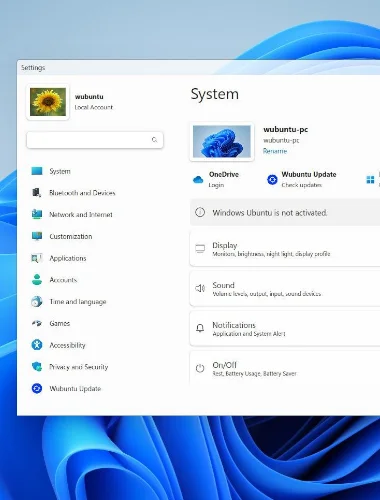 Settings
wubuntu
Local Account
System
Bluetooth and Devices
Network and Internet
Customization
Applications
Accounts
Time and language
Games
Accessibility
Privacy and Security
Wubuntu Update
System
wubuntu-pc
wubuntu-pc
Rename
OneDrive
Login
Wubuntu Update
Check updates
Windows Ubuntu is not activated.
Display
Monitors, brightness, night light, display profile
Sound
Volume levels, output, input, sound devices
Notifications
Application and System Alert
On/Off
Rest, Battery Usage, Battery Saver